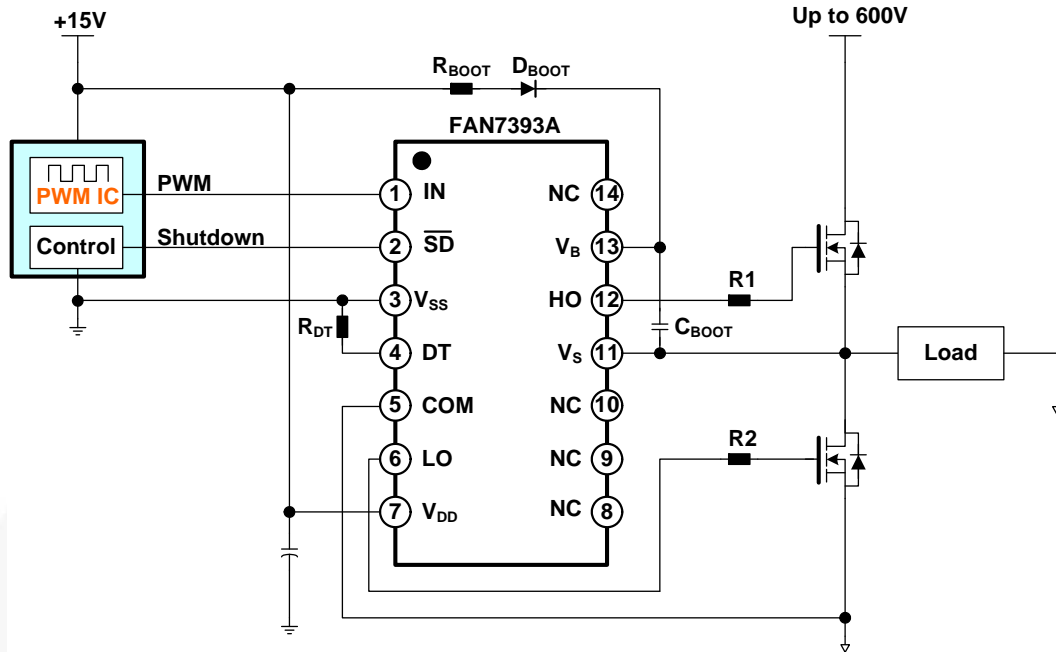 +15V
Up to 600V
RBOOT
DBOOT
FAN7393A
PWM IC
PWM
1
IN
NC
14
Control
Shutdown
2
SD
VB
13
3
VSS
HO
12
R1
RDT
CBOOT
4
DT
VS
11
Load
5
COM
NC
10
6
LO
NC
9
R2
7
VDD
NC
8